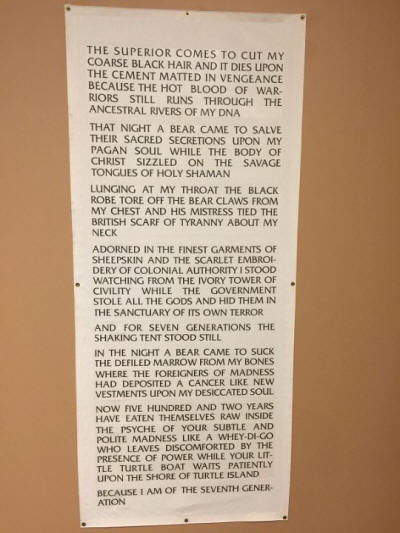 THE SUPERIOR COMES TO CUT MY
COARSE BLACK HAIR AND IT DIES UPON
THE CEMENT MATTED IN VENGEANCE
BECAUSE THE HOT BLOOD OF WAR-
RIORS STILL RUNS THROUGH THE
ANCESTRAL RIVERS OF MY DNA
THAT NIGHT A BEAR CAME TO SALVE
THEIR SACRED SECRETIONS UPON MY
PAGAN SOUL WHILE THE BODY OF
CHRIST SIZZLED ON THE SAVAGE
TONGUES OF HOLY SHAMAN
LUNGING AT MY THROAT THE BLACK
ROBE TORE OFF THE BEAR CLAWS FROM
MY CHEST AND HIS MISTRESS TIED THE
BRITISH SCARF OF TYRANNY ABOUT MY
NECK
ADORNED IN THE FINEST GARMENTS OF
SHEEPSKIN AND THE SCARLET EMBROI-
DERY OF COLONIAL AUTHORITY I STOOD
WATCHING FROM THE IVORY TOWER OF
CIVILITY WHILE THE GOVERNMENT
STOLE ALL THE GODS AND HID THEM IN
THE SANCTUARY OF ITS OWN TERROR
AND FOR SEVEN GENERATIONS THE
SHAKING TENT STOOD STILL
IN THE NIGHT A BEAR CAME TO SUCK
THE DEFILED MARROW FROM MY BONES
WHERE THE FOREIGNERS OF MADNESS
HAD DEPOSITED A CANCER LIKE NEW
VESTMENTS UPON MY DESICCATED SOUL
NOW FIVE HUNDRED AND TWO YEARS
HAVE EATEN THEMSELVES RAW INSIDE
THE PSYCHE OF YOUR SUBTLE AND
POLITE MADNESS LIKE A WHEY-DI-GO
WHO LEAVES DISCOMFORTED BY THE
PRESENCE OF POWER WHILE YOUR LIT-
TLE TURTLE BOAT WAITS PATIENTLY
UPON THE SHORE OF TURTLE ISLAND
BECAUSE I AM OF THE SEVENTH GENER-
ATION